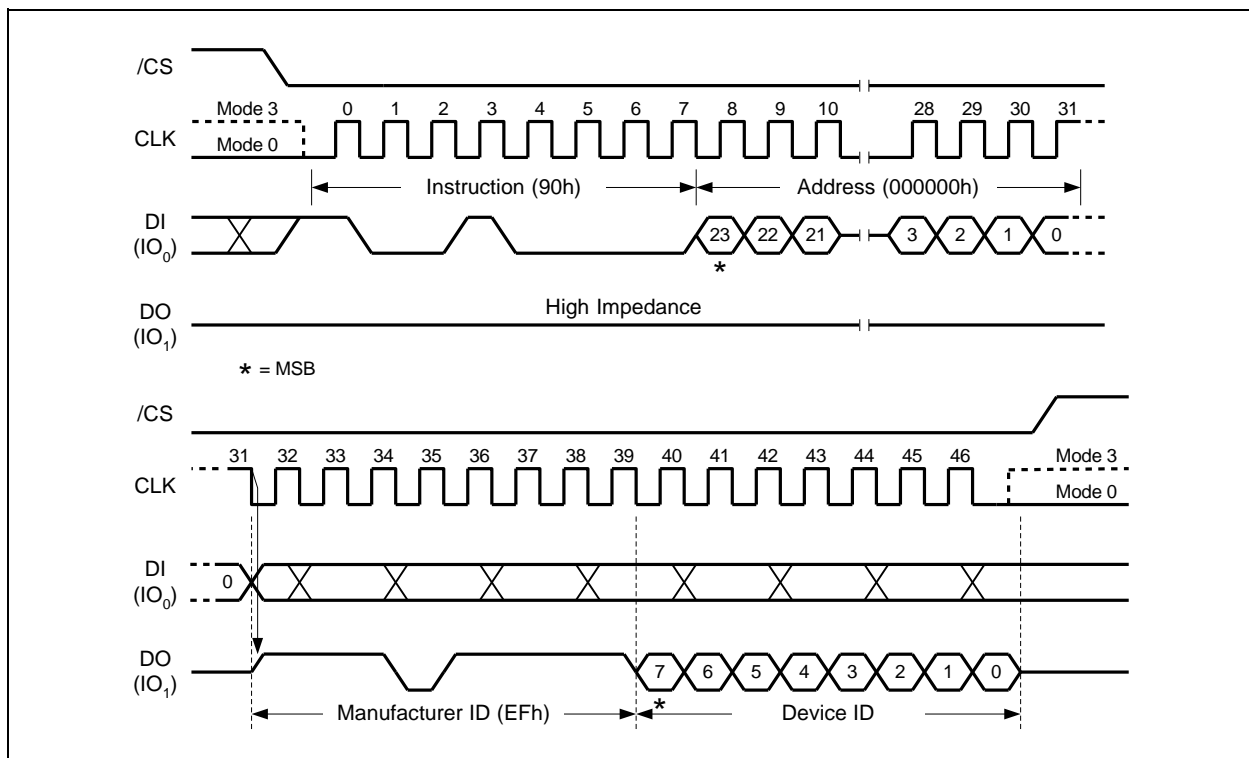 /CS
Mode 3 0 1 2 3 4 5 6 7 8 9 10 28 29 30 31
CLK
Mode 0
Instruction (90h) Address (000000h)
DI
(IO0) 23 22 21 3 2 1 0
*
High Impedance
DO
(IO1)
* = MSB
/CS
31 32 33 34 35 36 37 38 39 40 41 42 43 44 45 46 Mode 3
CLK
Mode 0
DI
(IO0) 0
DO
(IO1) 7 6 5 4 3 2 1 0
*
Manufacturer ID (EFh) Device ID